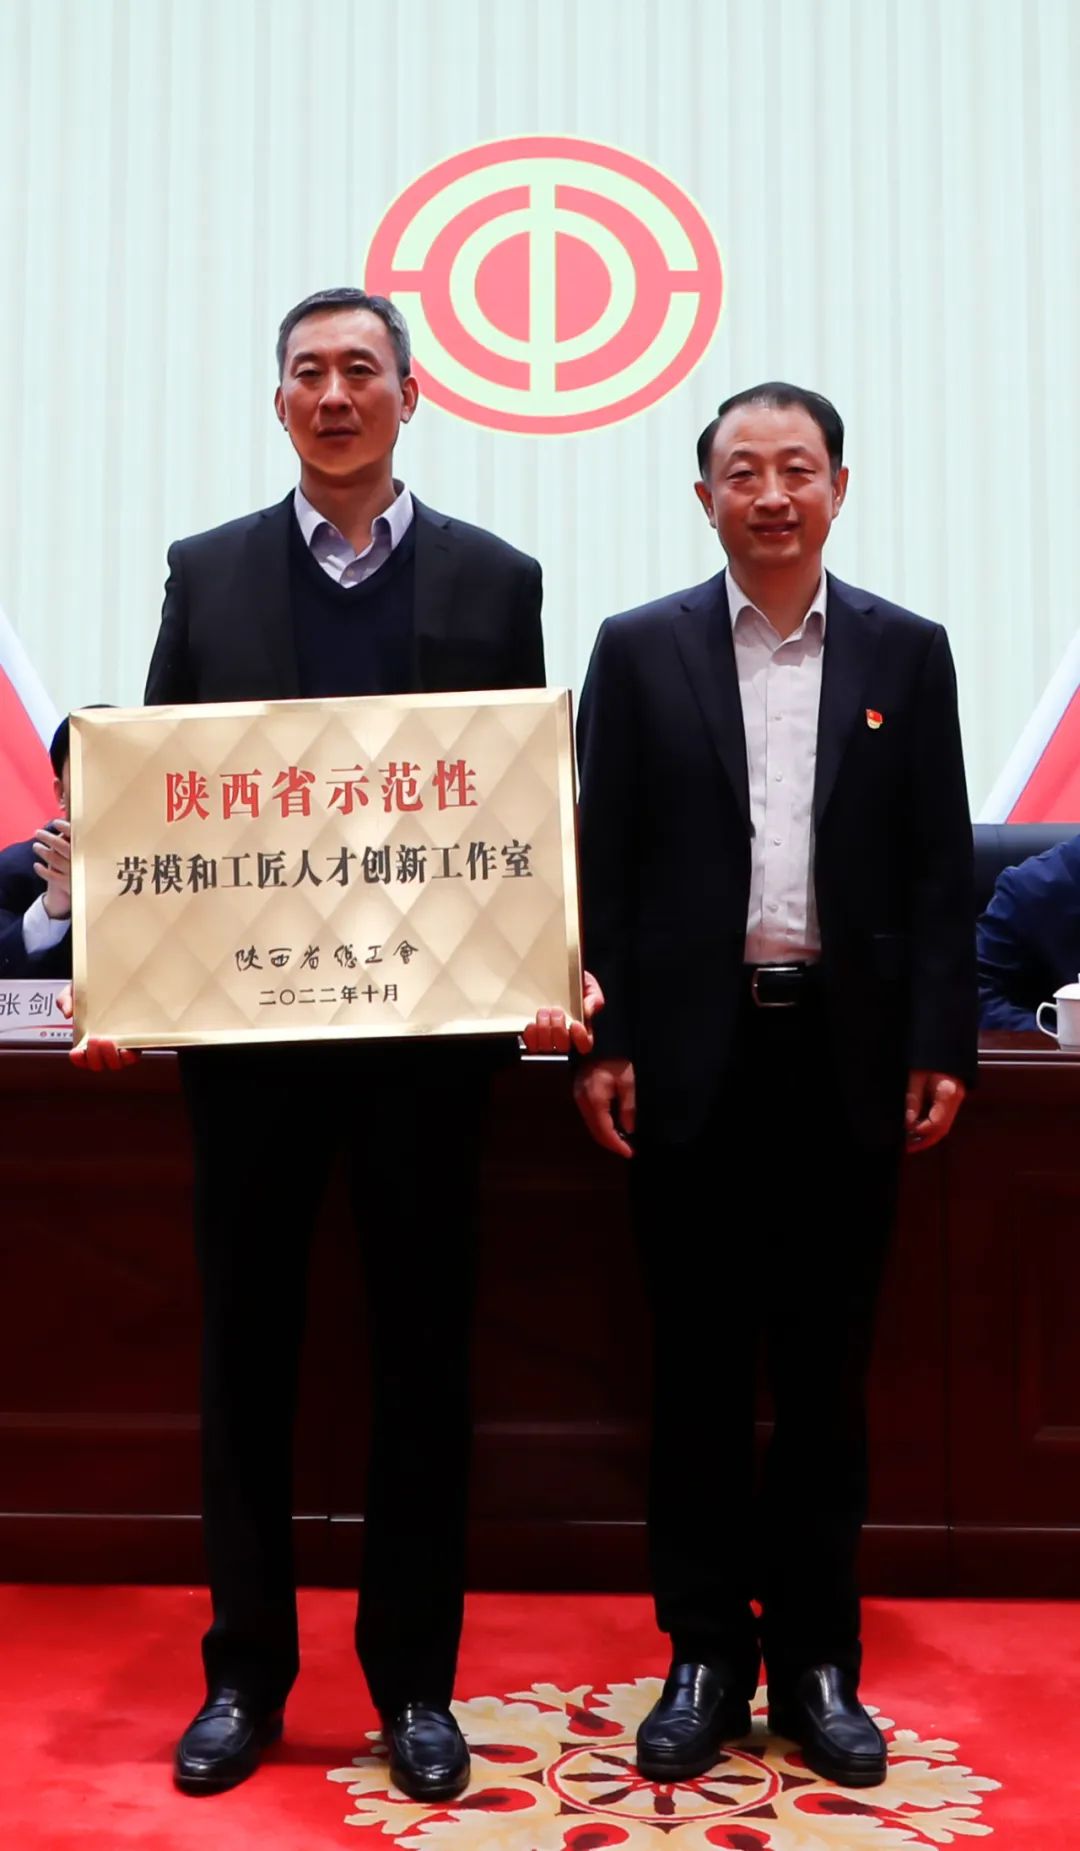 陕西省示范性
劳模和工匠人才创新工作室
陕西省总工會
二〇二二年十月
张剑